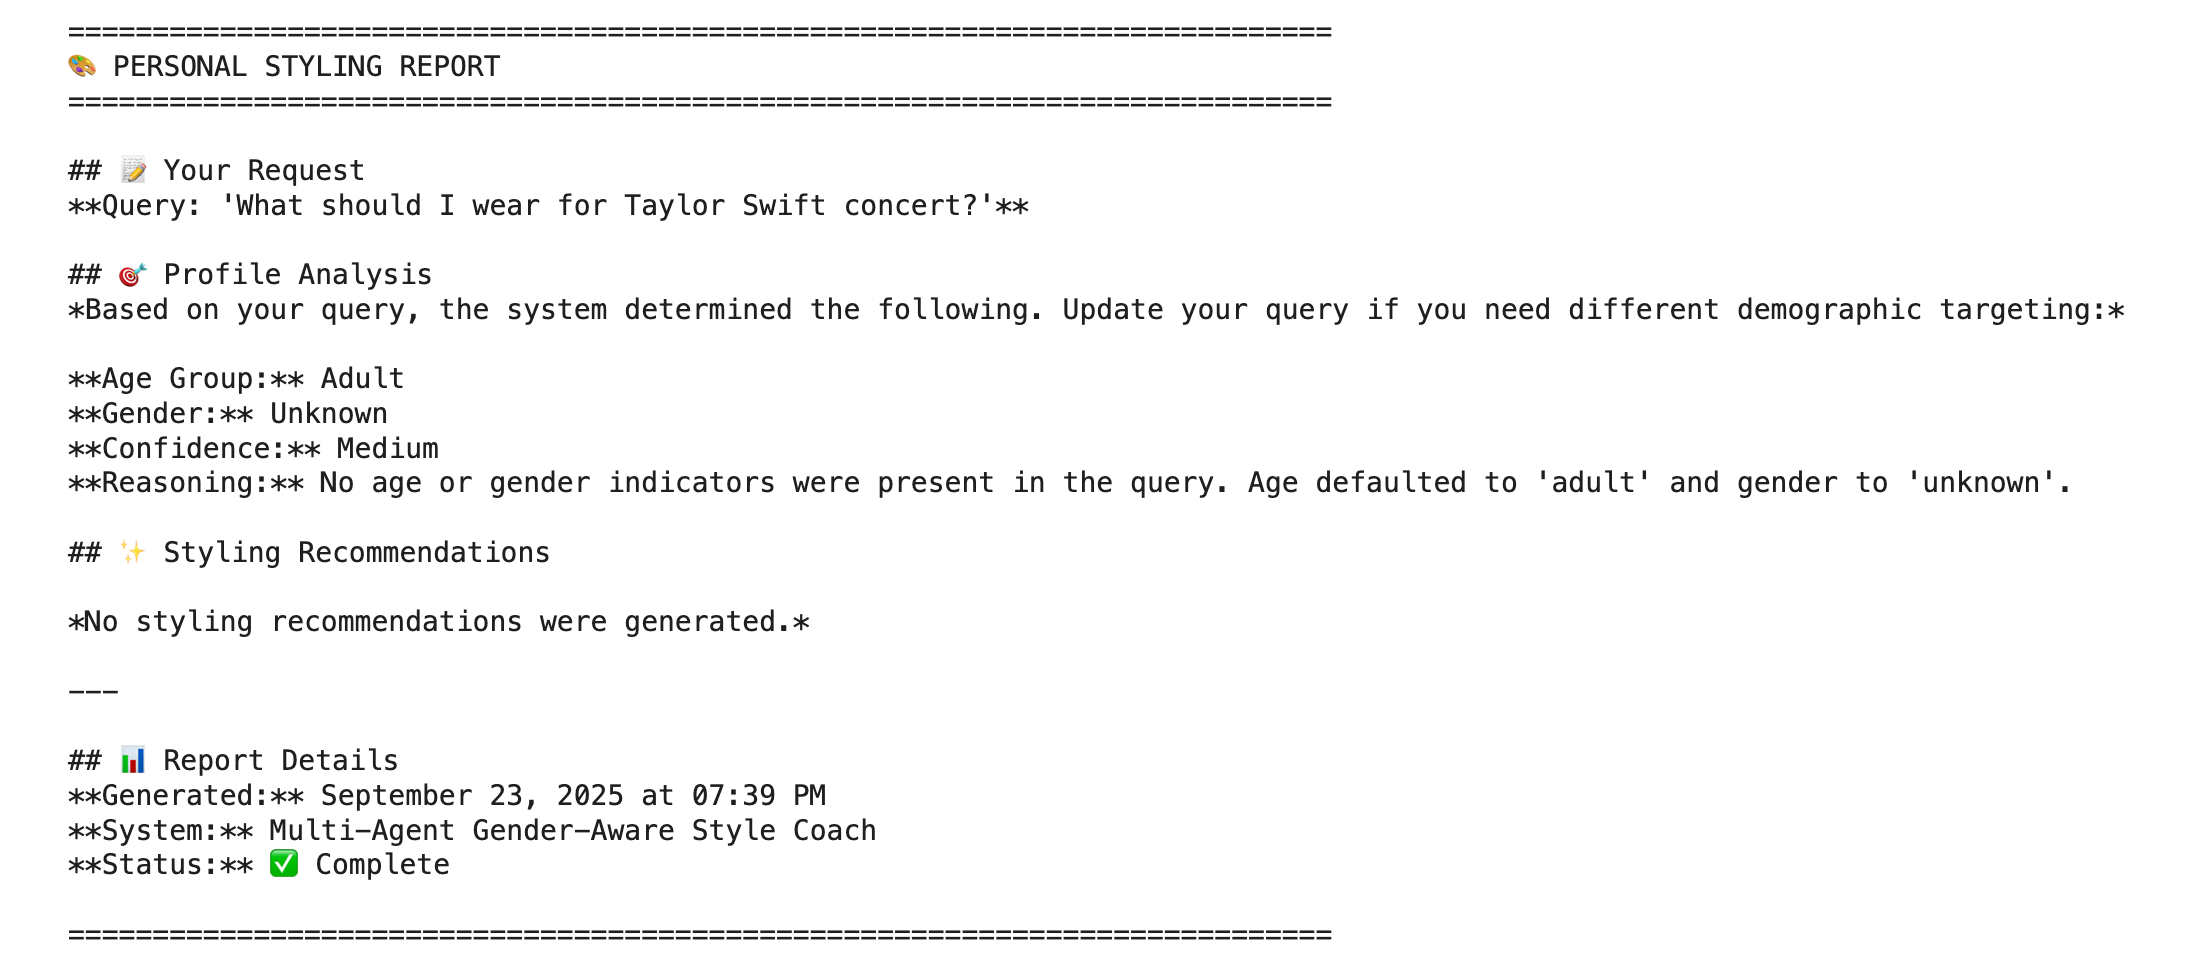 ===========================================================================
🎨 PERSONAL STYLING REPORT
===========================================================================
## 📝 Your Request
**Query: 'What should I wear for Taylor Swift concert?'**
## 🎯 Profile Analysis
*Based on your query, the system determined the following. Update your query if you need different demographic targeting:*
**Age Group:** Adult
**Gender:** Unknown
**Confidence:** Medium
**Reasoning:** No age or gender indicators were present in the query. Age defaulted to 'adult' and gender to 'unknown'.
## ✨ Styling Recommendations
*No styling recommendations were generated.*
---
## 📊 Report Details
**Generated:** September 23, 2025 at 07:39 PM
**System:** Multi-Agent Gender-Aware Style Coach
**Status:** ✅ Complete
===========================================================================